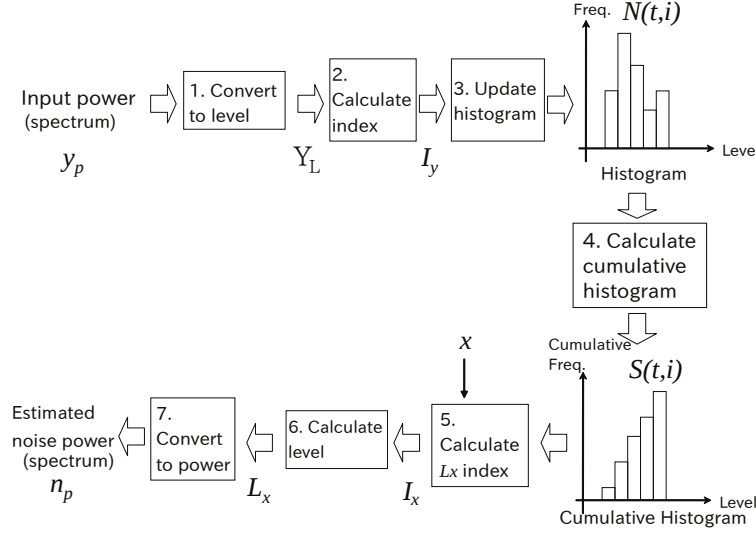 Input power
(spectrum)
y_p
1. Convert
to level
Y_L
2.
Calculate
index
I_y
3. Update
histogram
Freq.
N(t,i)
Level
Histogram
4. Calculate
cumulative
histogram
Cumulative
Freq.
S(t,i)
Level
Cumulative Histogram
x
5.
Calculate
Lx index
I_x
6. Calculate
level
L_x
7.
Convert
to power
Estimated
noise power
(spectrum)
n_p